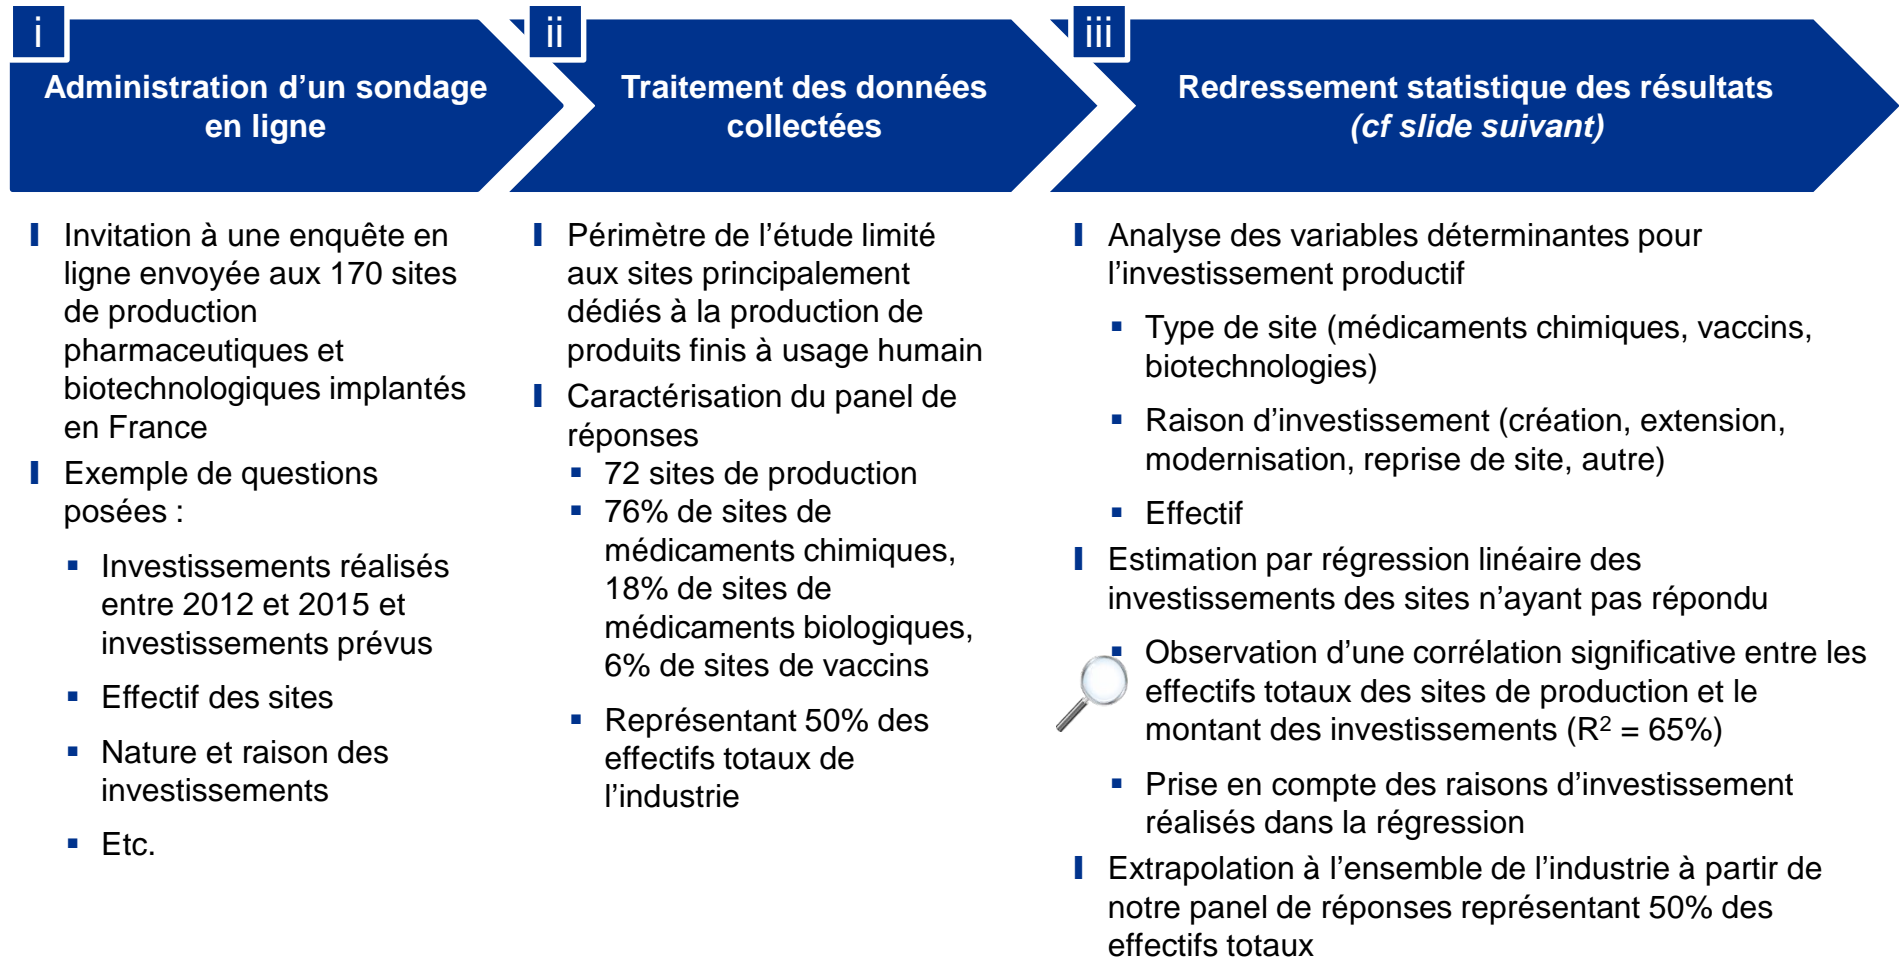 i
Administration d’un sondage
en ligne
Invitation à une enquête en
ligne envoyée aux 170 sites
de production
pharmaceutiques et
biotechnologiques implantés
en France
Exemple de questions
posées :
Investissements réalisés
entre 2012 et 2015 et
investissements prévus
Effectif des sites
Nature et raison des
investissements
Etc.
ii
Traitement des données
collectées
Périmètre de l’étude limité
aux sites principalement
dédiés à la production de
produits finis à usage humain
Caractérisation du panel de
réponses
72 sites de production
76% de sites de
médicaments chimiques,
18% de sites de
médicaments biologiques,
6% de sites de vaccins
Représentant 50% des
effectifs totaux de
l’industrie
iii
Redressement statistique des résultats
(cf slide suivant)
Analyse des variables déterminantes pour
l’investissement productif
Type de site (médicaments chimiques, vaccins,
biotechnologies)
Raison d’investissement (création, extension,
modernisation, reprise de site, autre)
Effectif
Estimation par régression linéaire des
investissements des sites n’ayant pas répondu
Observation d’une corrélation significative entre les
effectifs totaux des sites de production et le
montant des investissements (R² = 65%)
Prise en compte des raisons d’investissement
réalisés dans la régression
Extrapolation à l’ensemble de l’industrie à partir de
notre panel de réponses représentant 50% des
effectifs totaux